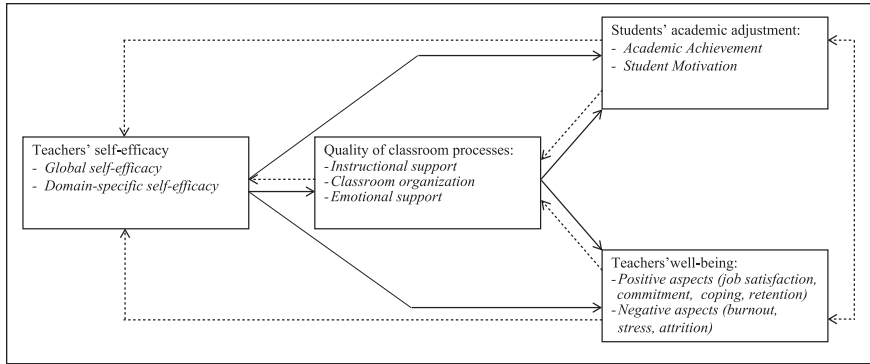 Students' academic adjustment:
- Academic Achievement
- Student Motivation
Teachers' self-efficacy
- Global self-efficacy
- Domain-specific self-efficacy
Quality of classroom processes:
-Instructional support
-Classroom organization
-Emotional support
Teachers'well-being:
-Positive aspects (job satisfaction,
commitment, coping, retention)
-Negative aspects (burnout,
stress, attrition)